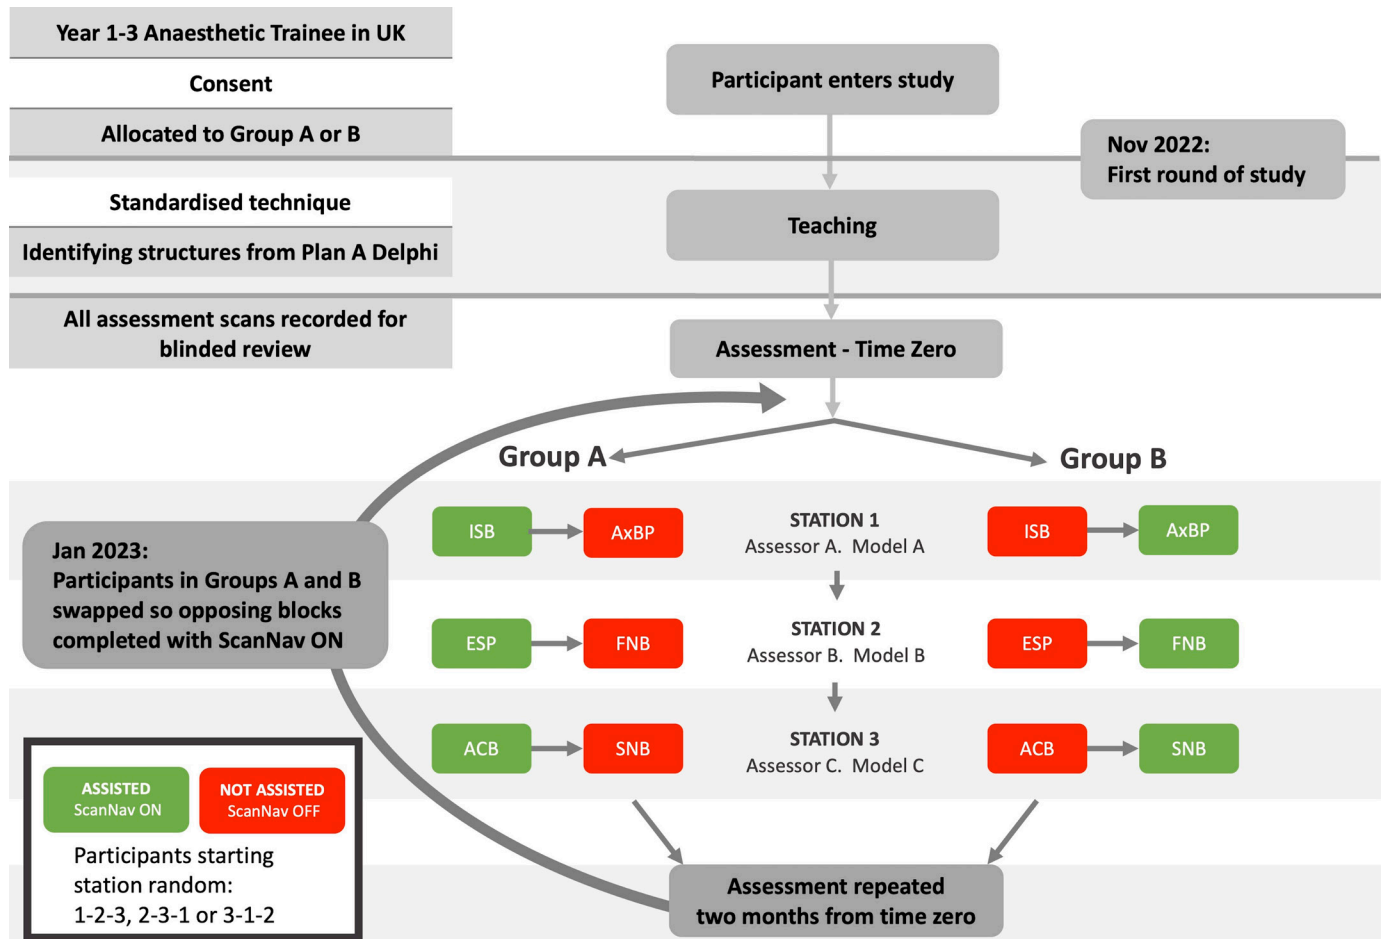 Year 1-3 Anaesthetic Trainee in UK
Consent
Allocated to Group A or B
Participant enters study
Nov 2022:
First round of study
Standardised technique
Identifying structures from Plan A Delphi
Teaching
All assessment scans recorded for
blinded review
Assessment - Time Zero
Group A
Group B
ISB
AxBP
STATION 1
Assessor A. Model A
ISB
AxBP
Jan 2023:
Participants in Groups A and B
swapped so opposing blocks
completed with ScanNav ON
ESP
FNB
STATION 2
Assessor B. Model B
ESP
FNB
ACB
SNB
STATION 3
Assessor C. Model C
ACB
SNB
ASSISTED
ScanNav ON
NOT ASSISTED
ScanNav OFF
Participants starting
station random:
1-2-3, 2-3-1 or 3-1-2
Assessment repeated
two months from time zero